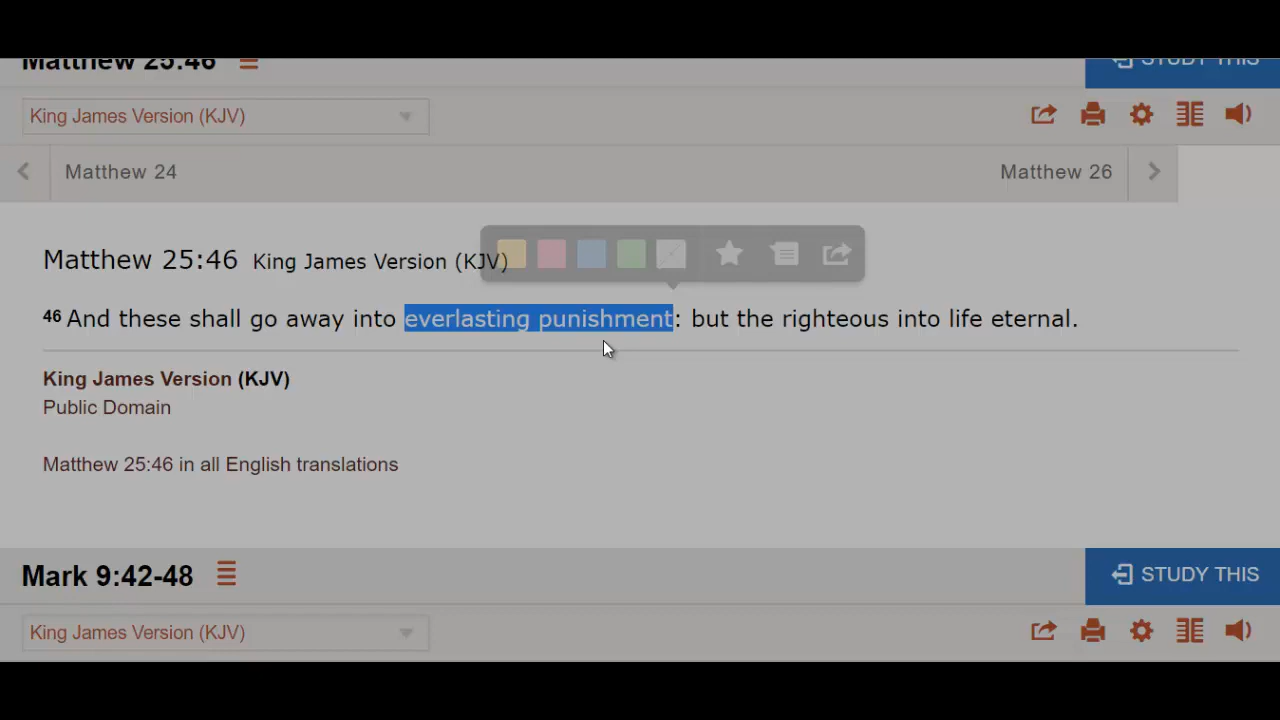 Matthew 25:46
STUDY THIS
King James Version (KJV)
Matthew 24
Matthew 26
Matthew 25:46 King James Version (KJV)
46 And these shall go away into everlasting punishment: but the righteous into life eternal.
King James Version (KJV)
Public Domain
Matthew 25:46 in all English translations
Mark 9:42-48
STUDY THIS
King James Version (KJV)